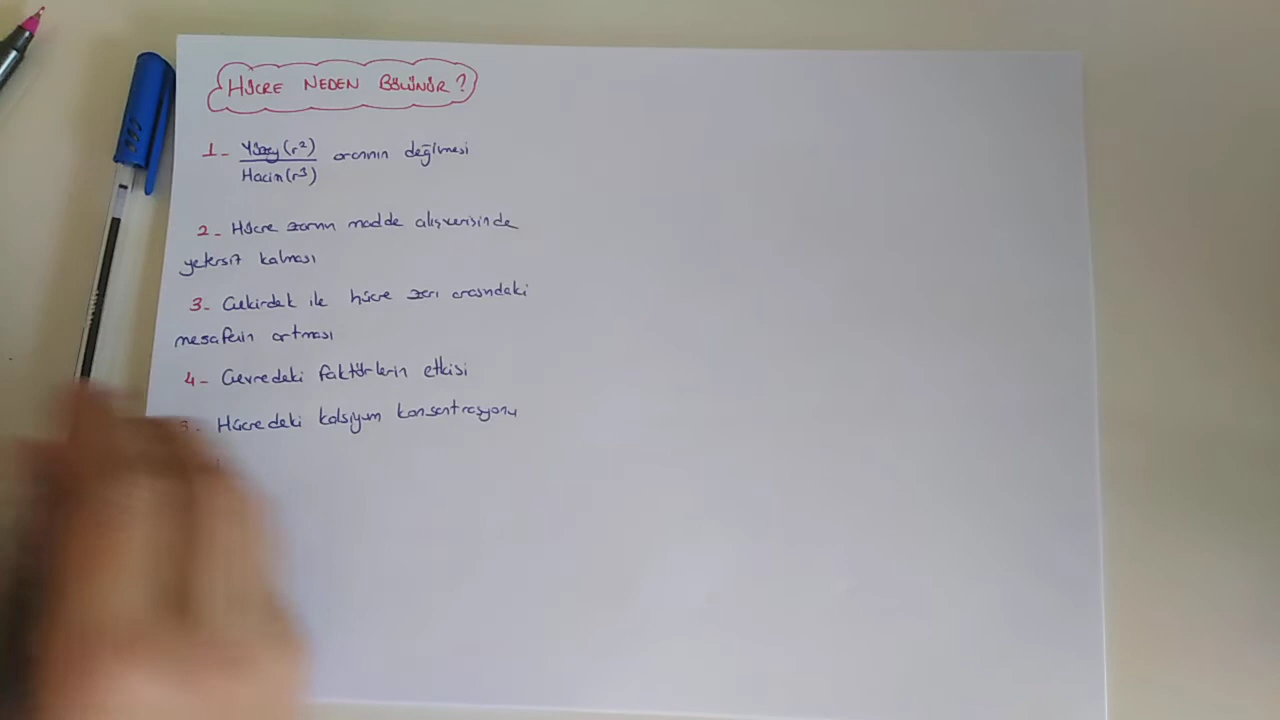 HÜCRE NEDEN BÖLÜNÜR?
1- Yüzey (r²) / Hacim (r³) oranının değişmesi
2- Hücre zarının madde alışverişinde
yetersiz kalması
3- Çekirdek ile hücre zarı arasındaki
mesafenin artması
4- Çevredeki faktörlerin etkisi
5- Hücredeki kalsiyum konsantrasyonu